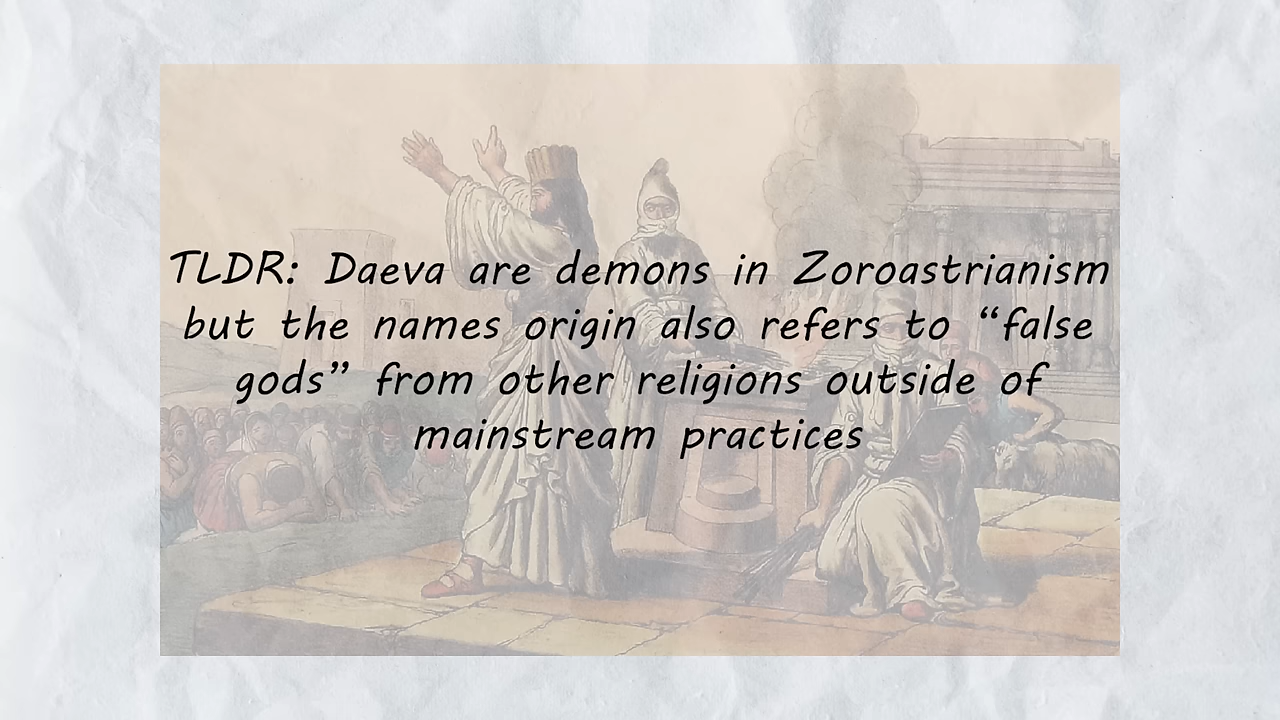 TLDR: Daeva are demons in Zoroastrianism
but the names origin also refers to “false
gods” from other religions outside of
mainstream practices